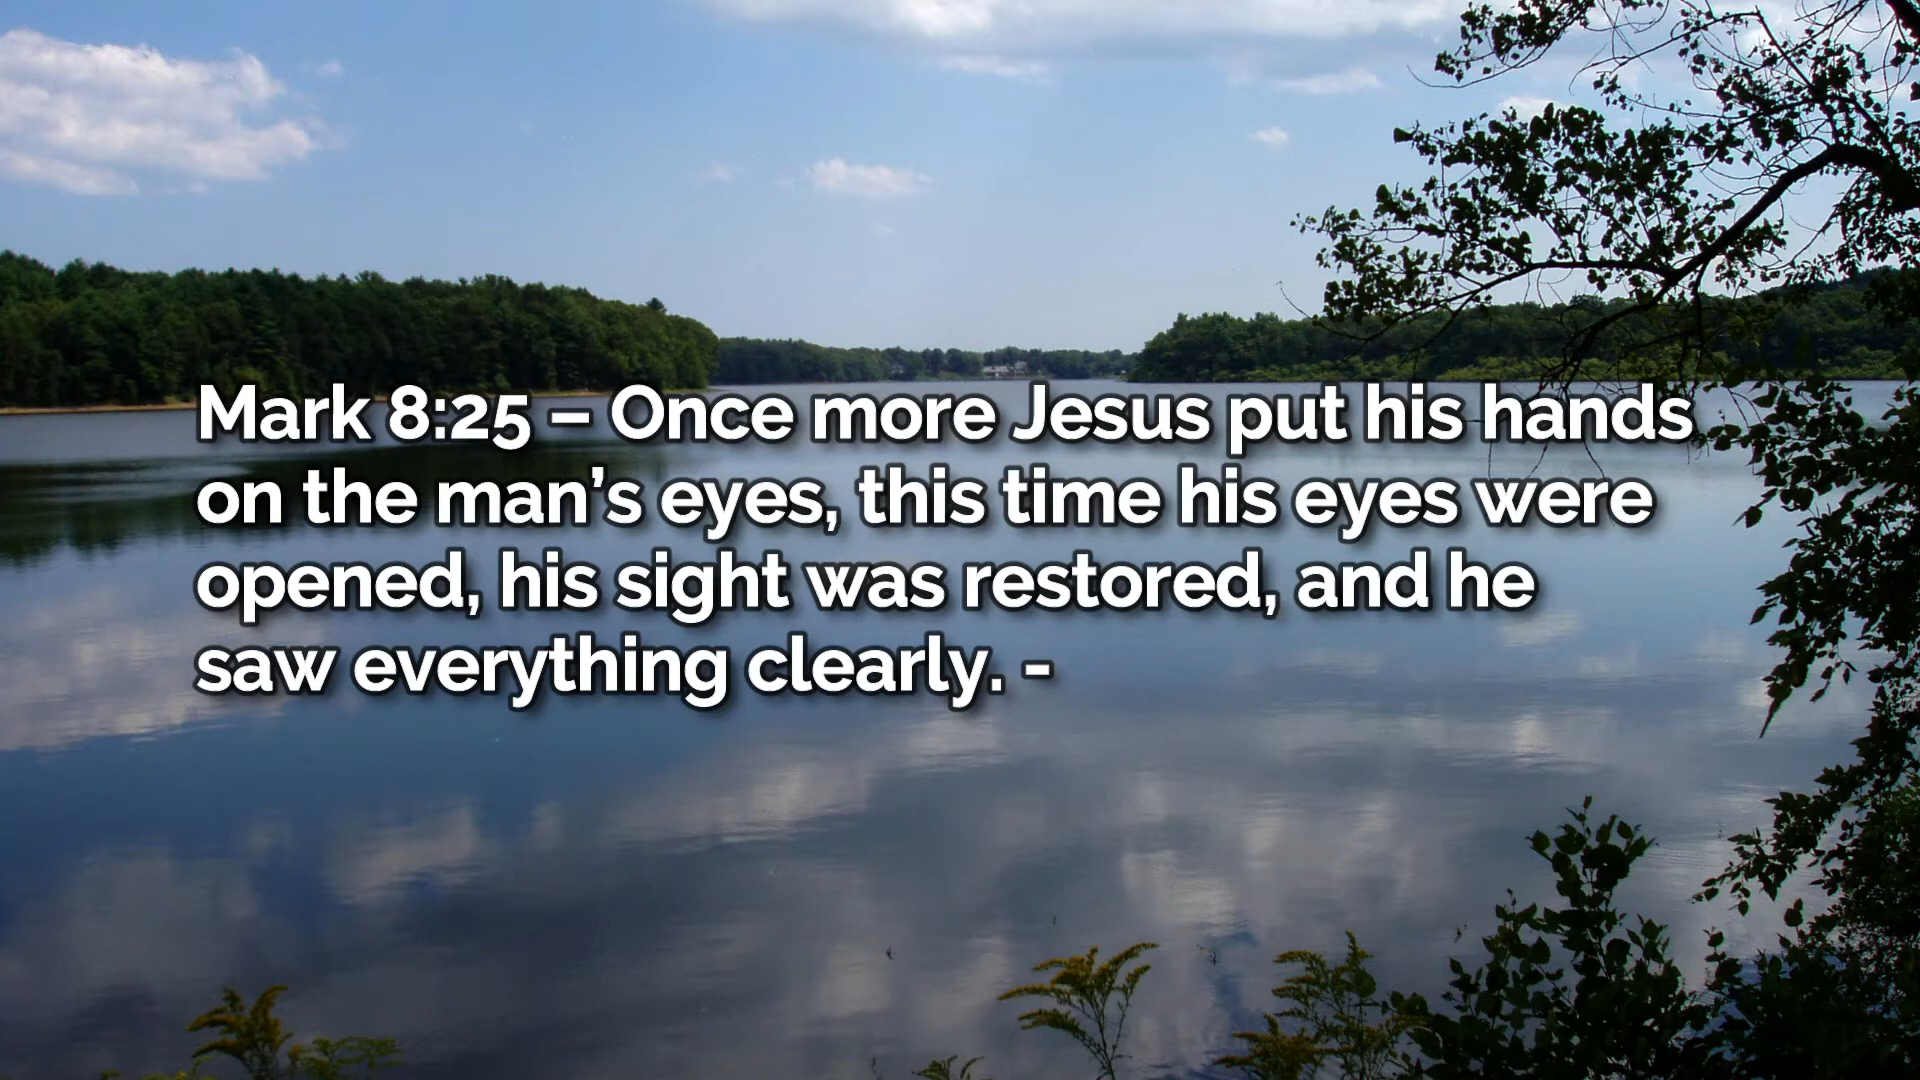 Mark 8:25 – Once more Jesus put his hands
on the man’s eyes, this time his eyes were
opened, his sight was restored, and he
saw everything clearly. -